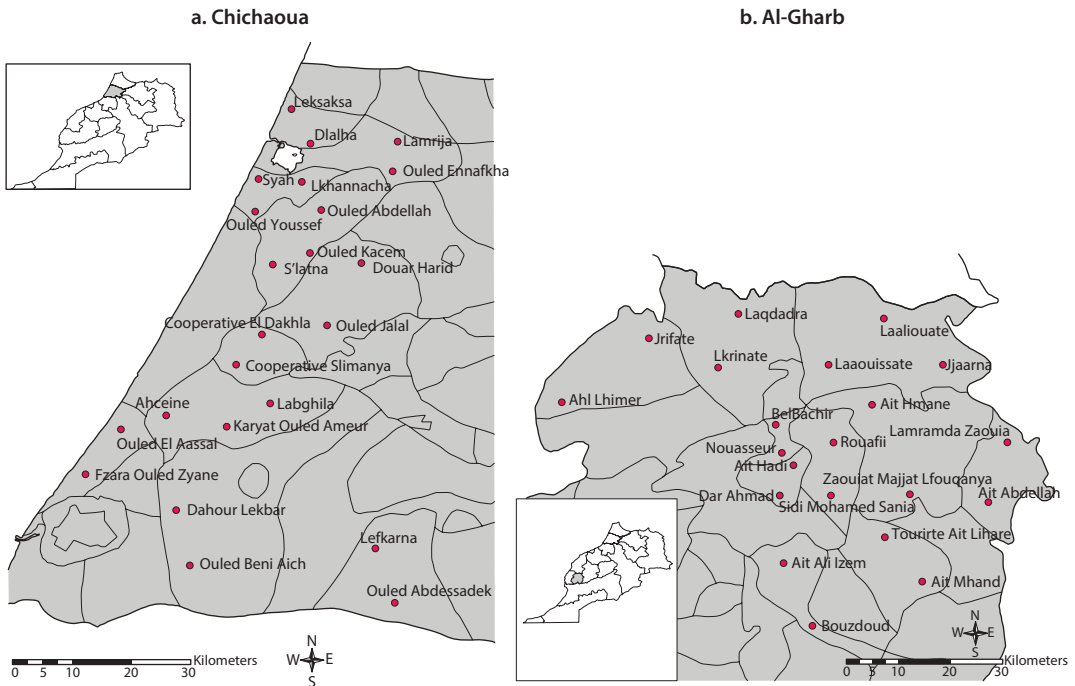 a. Chichaoua
Leksaksa
Dlalha
Lamrija
Ouled Ennafkha
Syah
Lkhannacha
Ouled Abdellah
Ouled Youssef
Ouled Kacem
S'latna
Douar Harid
Cooperative El Dakhla
Ouled Jalal
Cooperative Slimanya
Ahceine
Labghila
Karyat Ouled Ameur
Ouled El Aassal
Fzara Ouled Zyane
Dahour Lekbar
Lefkarna
Ouled Beni Aich
Ouled Abdessadek
N
W E
S
Kilometers
0 5 10 20 30
b. Al-Gharb
Laqdadra
Laaliouate
Jrifate
Lkrinate
Laaouissate
Ijaarna
Ahl Lhimer
Ait Hmane
BelBachir
Lamramda Zaouia
Rouafii
Nouasseur
Ait Hadi
Zaouiat Majjat Lfouqanya
Dar Ahmad
Ait Abdellah
Sidi Mohamed Sania
Tourirte Ait Lihare
Ait Ali Izem
Ait Mhand
Bouzdoud
N
W E
S
Kilometers
0 5 10 20 30